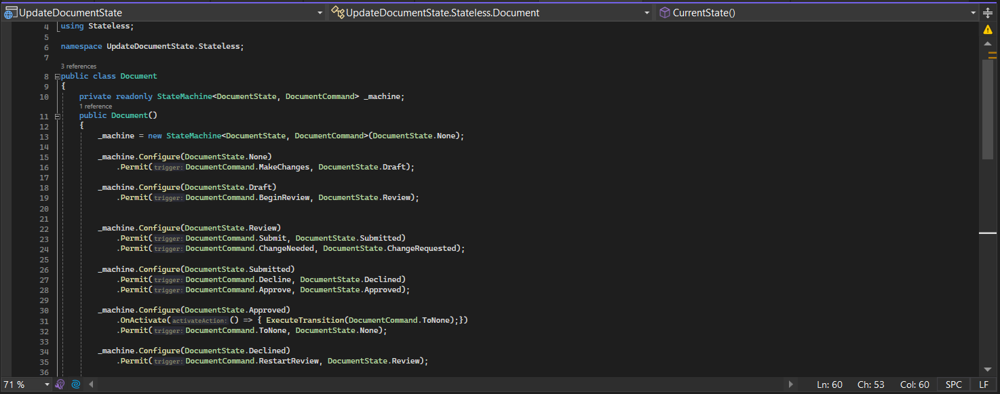 UpdateDocumentState UpdateDocumentState.Stateless.Document CurrentState()
4 using Stateless;
5
6 namespace UpdateDocumentState.Stateless;
7
3 references
8 public class Document
9 {
10 private readonly StateMachine<DocumentState, DocumentCommand> _machine;
1 reference
11 public Document()
12 {
13 _machine = new StateMachine<DocumentState, DocumentCommand>(DocumentState.None);
14
15 _machine.Configure(DocumentState.None)
16 .Permit(trigger: DocumentCommand.MakeChanges, DocumentState.Draft);
17
18 _machine.Configure(DocumentState.Draft)
19 .Permit(trigger: DocumentCommand.BeginReview, DocumentState.Review);
20
21
22 _machine.Configure(DocumentState.Review)
23 .Permit(trigger: DocumentCommand.Submit, DocumentState.Submitted)
24 .Permit(trigger: DocumentCommand.ChangeNeeded, DocumentState.ChangeRequested);
25
26 _machine.Configure(DocumentState.Submitted)
27 .Permit(trigger: DocumentCommand.Decline, DocumentState.Declined)
28 .Permit(trigger: DocumentCommand.Approve, DocumentState.Approved);
29
30 _machine.Configure(DocumentState.Approved)
31 .OnActivate(activateAction: () => { ExecuteTransition(DocumentCommand.ToNone);})
32 .Permit(trigger: DocumentCommand.ToNone, DocumentState.None);
33
34 _machine.Configure(DocumentState.Declined)
35 .Permit(trigger: DocumentCommand.RestartReview, DocumentState.Review);
36
71 % Ln: 60 Ch: 53 Col: 60 SPC LF